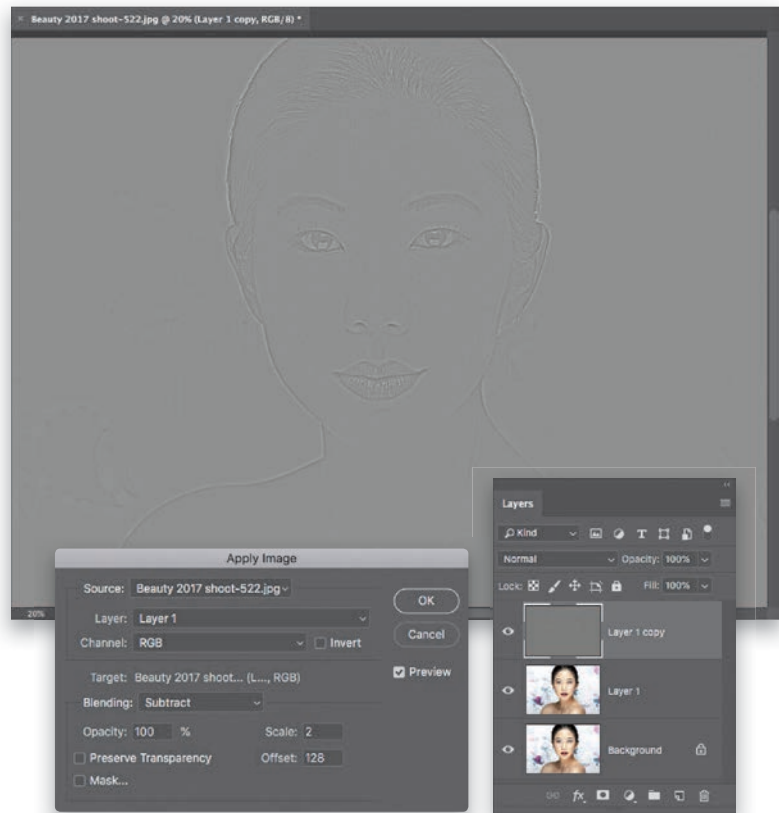 × Beauty 2017 shoot-522.jpg @ 20% (Layer 1 copy, RGB/8) *
20%
Apply Image
Source: Beauty 2017 shoot-522.jpg
Layer: Layer 1
Channel: RGB
Invert
Target: Beauty 2017 shoot... (L..., RGB)
Blending: Subtract
Opacity: 100 % Scale: 2
Preserve Transparency Offset: 128
Mask...
OK
Cancel
Preview
Layers
Kind
Normal Opacity: 100%
Lock: Fill: 100%
Layer 1 copy
Layer 1
Background
fx